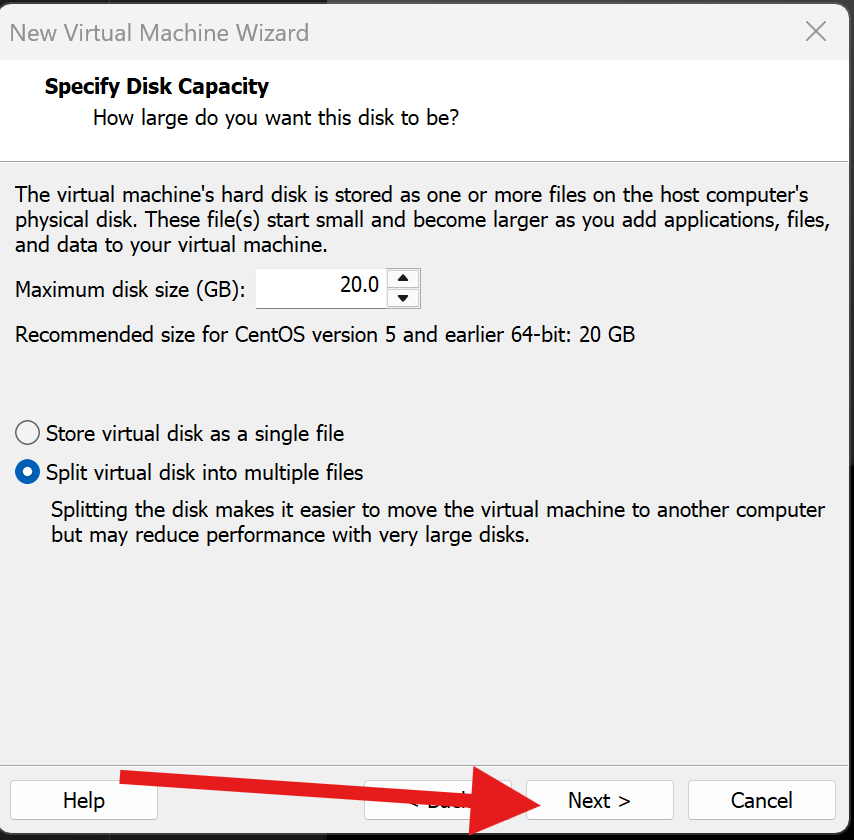 New Virtual Machine Wizard
Specify Disk Capacity
How large do you want this disk to be?
The virtual machine's hard disk is stored as one or more files on the host computer's
physical disk. These file(s) start small and become larger as you add applications, files,
and data to your virtual machine.
Maximum disk size (GB): 20.0
Recommended size for CentOS version 5 and earlier 64-bit: 20 GB
Store virtual disk as a single file
Split virtual disk into multiple files
Splitting the disk makes it easier to move the virtual machine to another computer
but may reduce performance with very large disks.
Help Next > Cancel